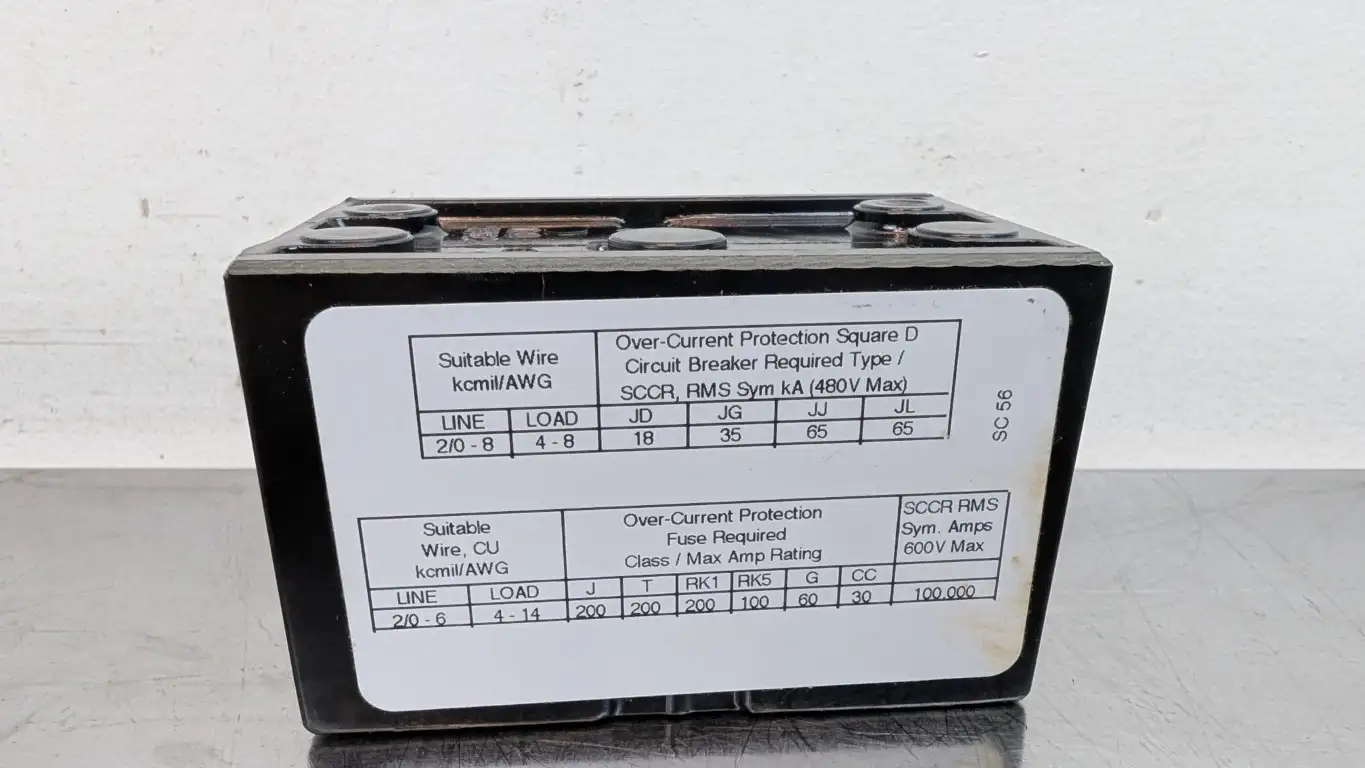 Suitable Wire
kcmil/AWG
Over-Current Protection Square D
Circuit Breaker Required Type /
SCCR, RMS Sym kA (480V Max)
LINE LOAD JD JG JJ JL
2/0 - 8 4 - 8 18 35 65 65
SC 56
Suitable
Wire, CU
kcmil/AWG
Over-Current Protection
Fuse Required
Class / Max Amp Rating
SCCR RMS
Sym. Amps
600V Max
LINE LOAD J T RK1 RK5 G CC
2/0 - 6 4 - 14 200 200 200 100 60 30 100,000